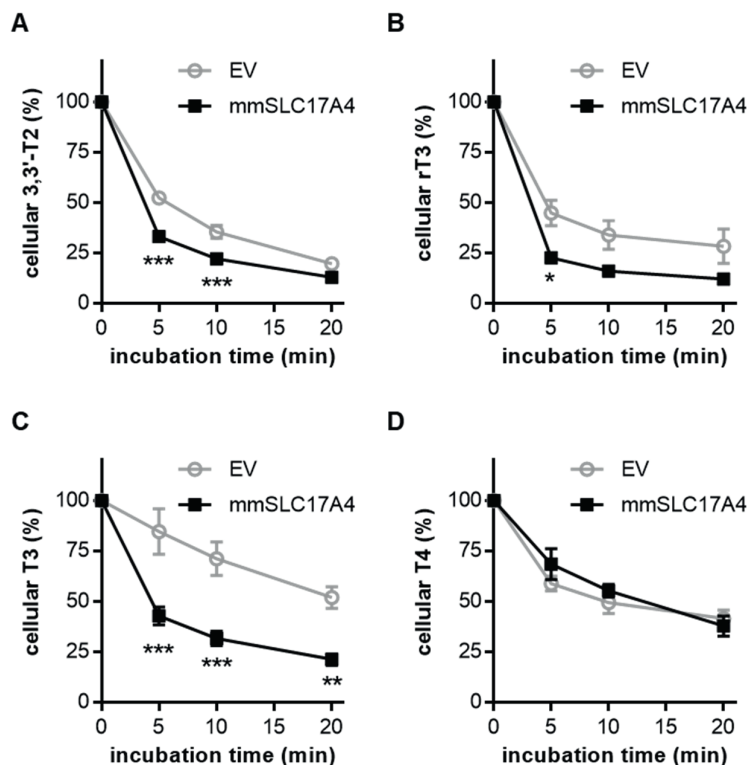 A
EV
mmSLC17A4
cellular 3,3'-T2 (%)
100
75
50
25
0
***
***
0 5 10 15 20
incubation time (min)
B
EV
mmSLC17A4
cellular rT3 (%)
100
75
50
25
0
*
0 5 10 15 20
incubation time (min)
C
EV
mmSLC17A4
cellular T3 (%)
100
75
50
25
0
***
***
**
0 5 10 15 20
incubation time (min)
D
EV
mmSLC17A4
cellular T4 (%)
100
75
50
25
0
0 5 10 15 20
incubation time (min)